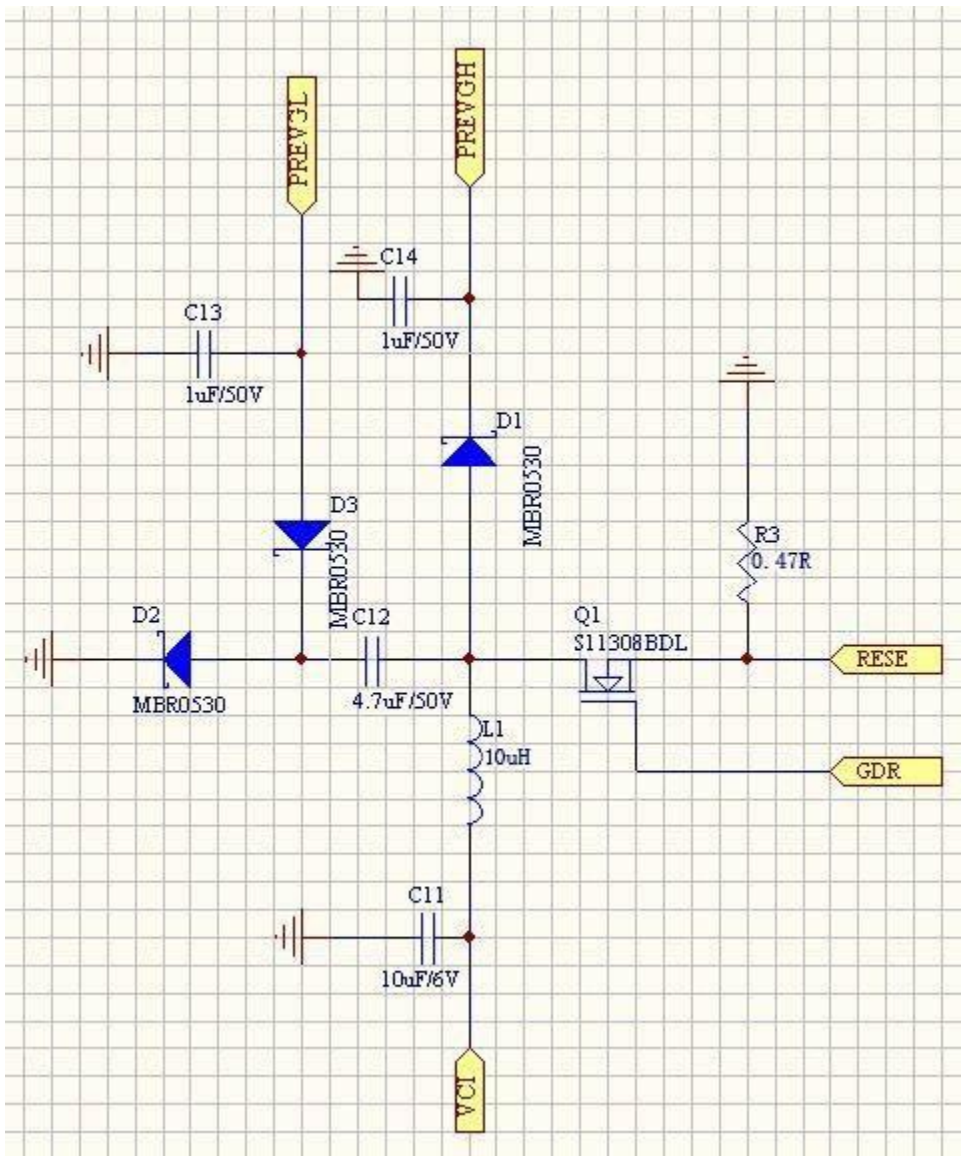 PREVGH
PREVGL
C14
1uF/50V
C13
1uF/50V
D1
MBR0530
D3
MBR0530
R3
0.47R
D2
MBR0530
C12
4.7uF/50V
Q1
S11308BDL
RESE
L1
10uH
GDR
C11
10uF/6V
VCI